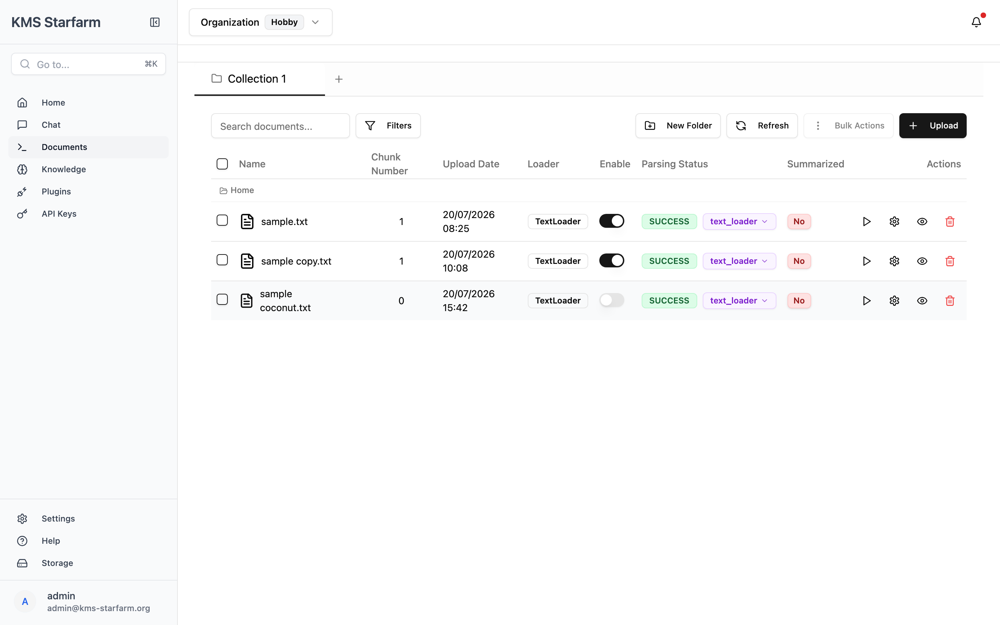 KMS Starfarm
Go to...
⌘K
Home
Chat
Documents
Knowledge
Plugins
API Keys
Settings
Help
Storage
A
admin
admin@kms-starfarm.org
Organization Hobby
Collection 1
Search documents...
Filters
New Folder
Refresh
Bulk Actions
Upload
Name
Chunk
Number
Upload Date
Loader
Enable
Parsing Status
Summarized
Actions
Home
sample.txt
1
20/07/2026
08:25
TextLoader
SUCCESS
text_loader
No
sample copy.txt
1
20/07/2026
10:08
TextLoader
SUCCESS
text_loader
No
sample
coconut.txt
0
20/07/2026
15:42
TextLoader
SUCCESS
text_loader
No